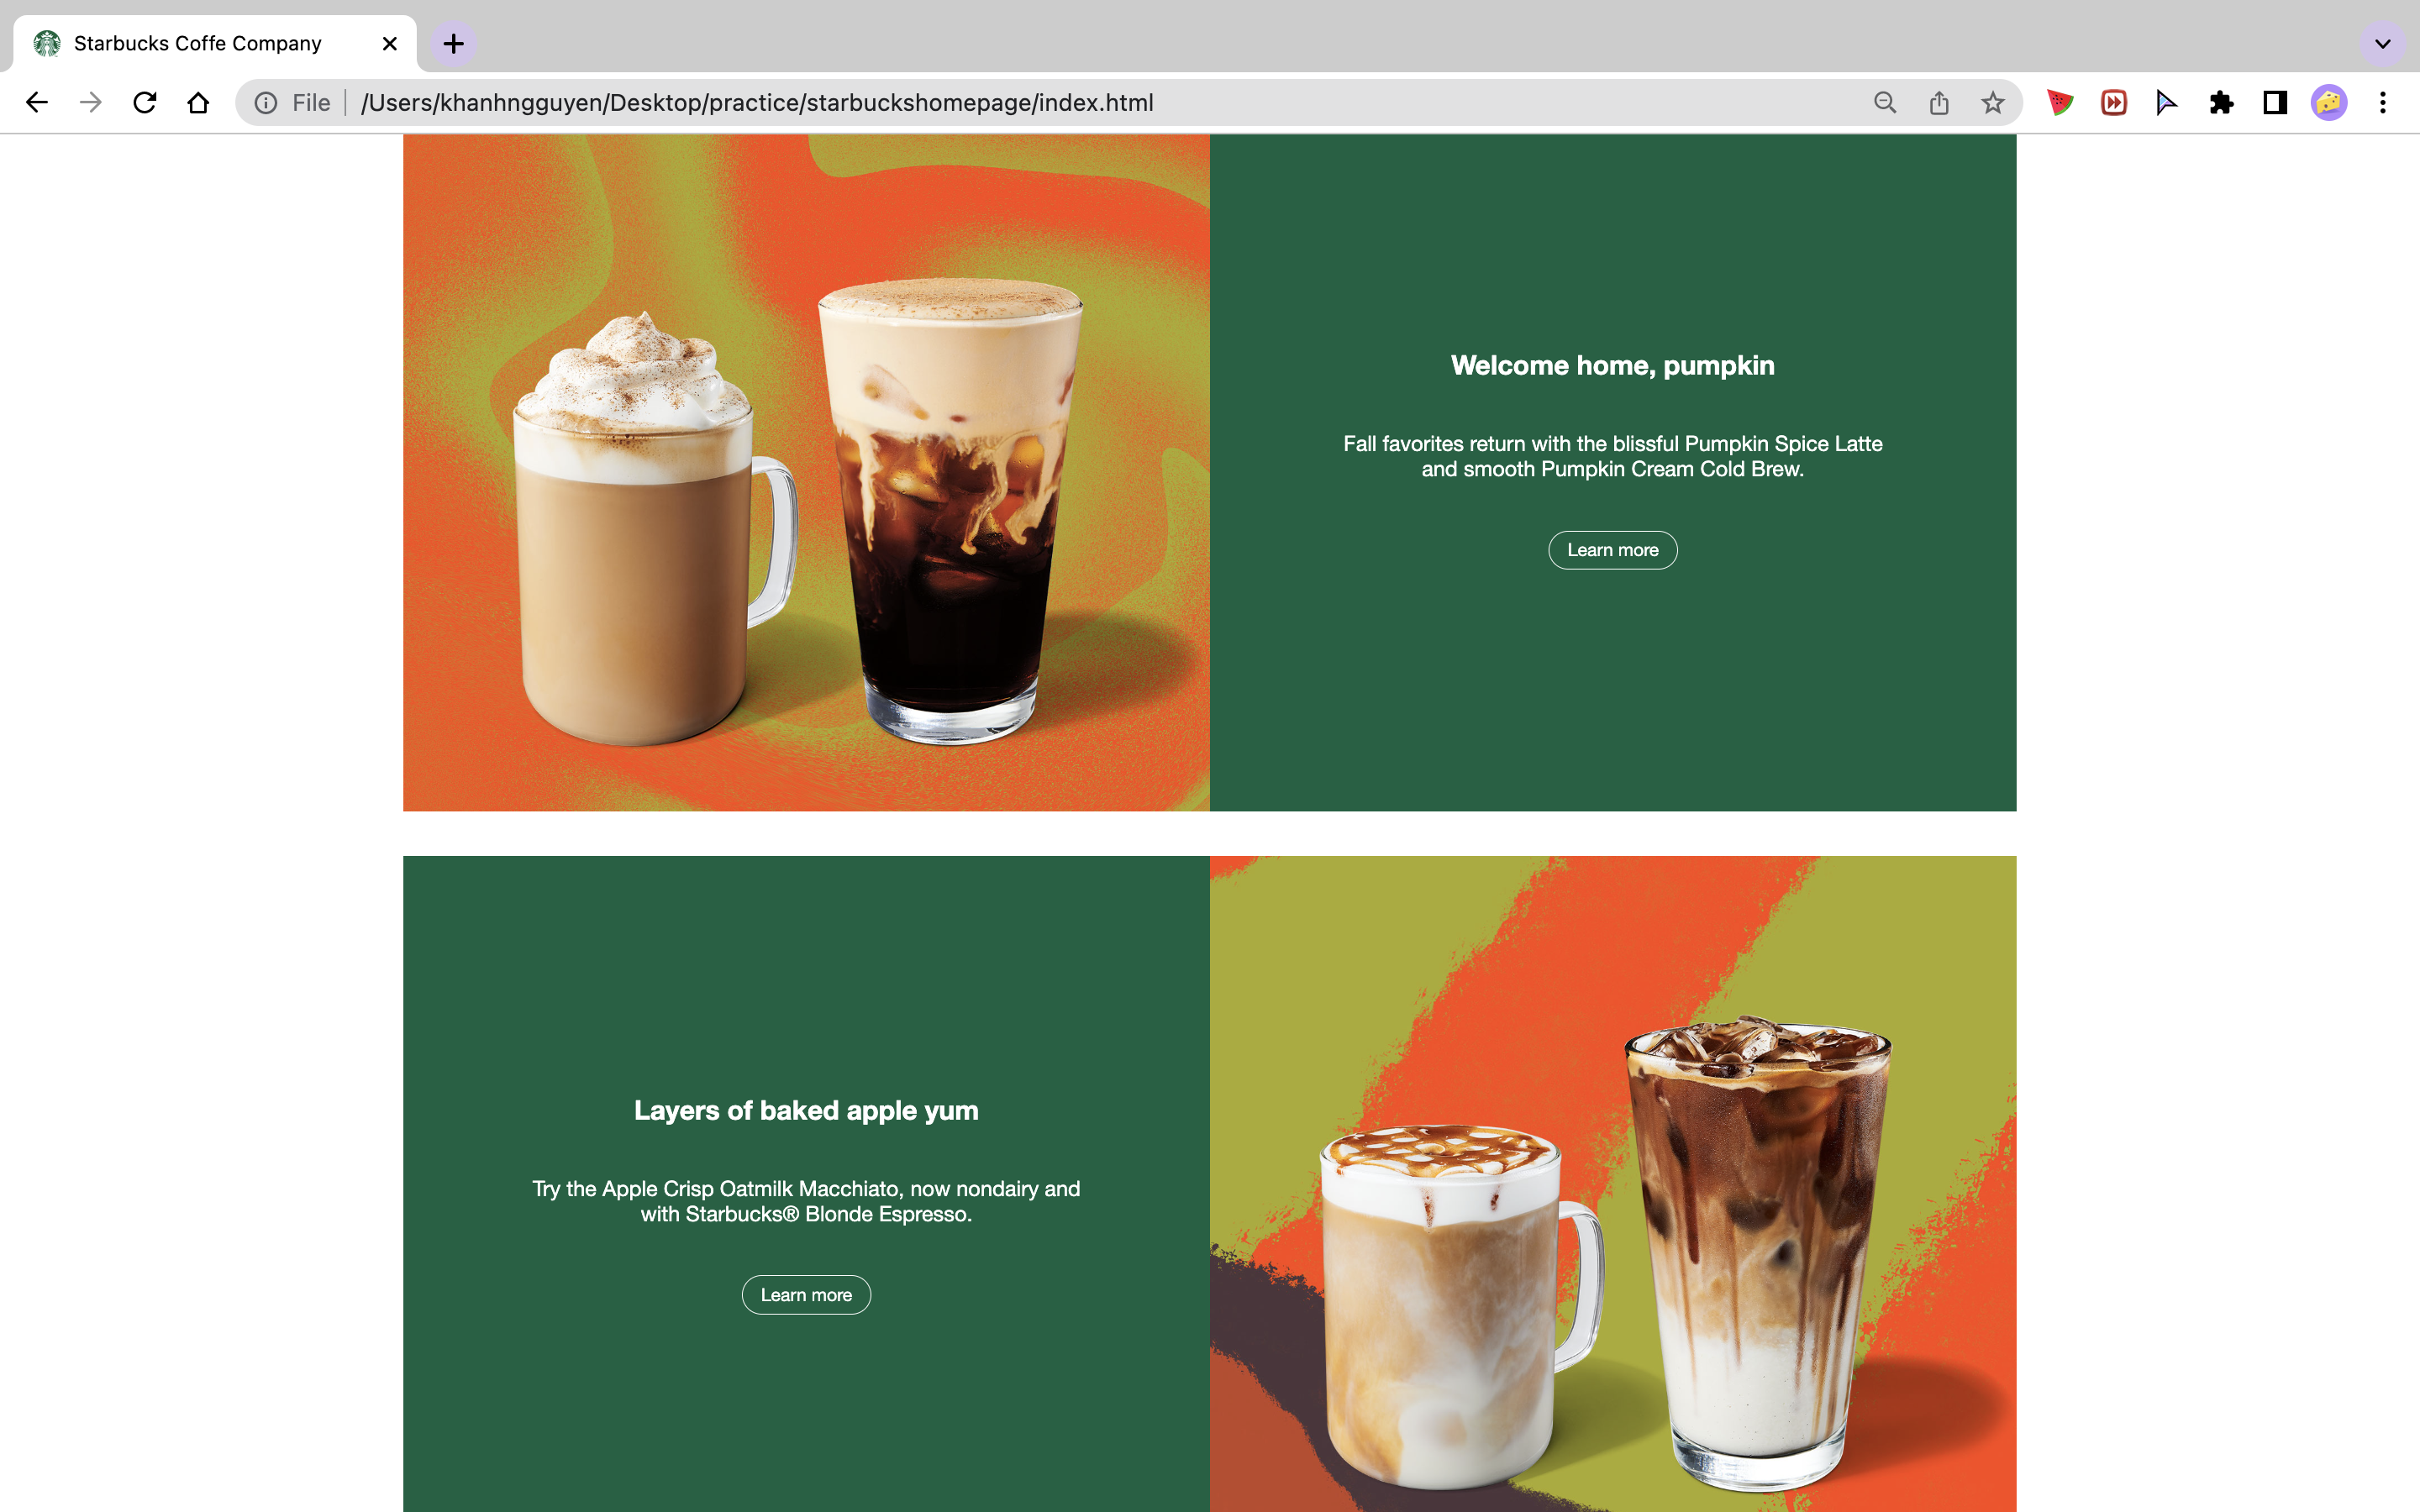 Starbucks Coffe Company
File
/Users/khanhngguyen/Desktop/practice/starbuckshomepage/index.html
Welcome home, pumpkin
Fall favorites return with the blissful Pumpkin Spice Latte
and smooth Pumpkin Cream Cold Brew.
Learn more
Layers of baked apple yum
Try the Apple Crisp Oatmilk Macchiato, now nondairy and
with Starbucks® Blonde Espresso.
Learn more